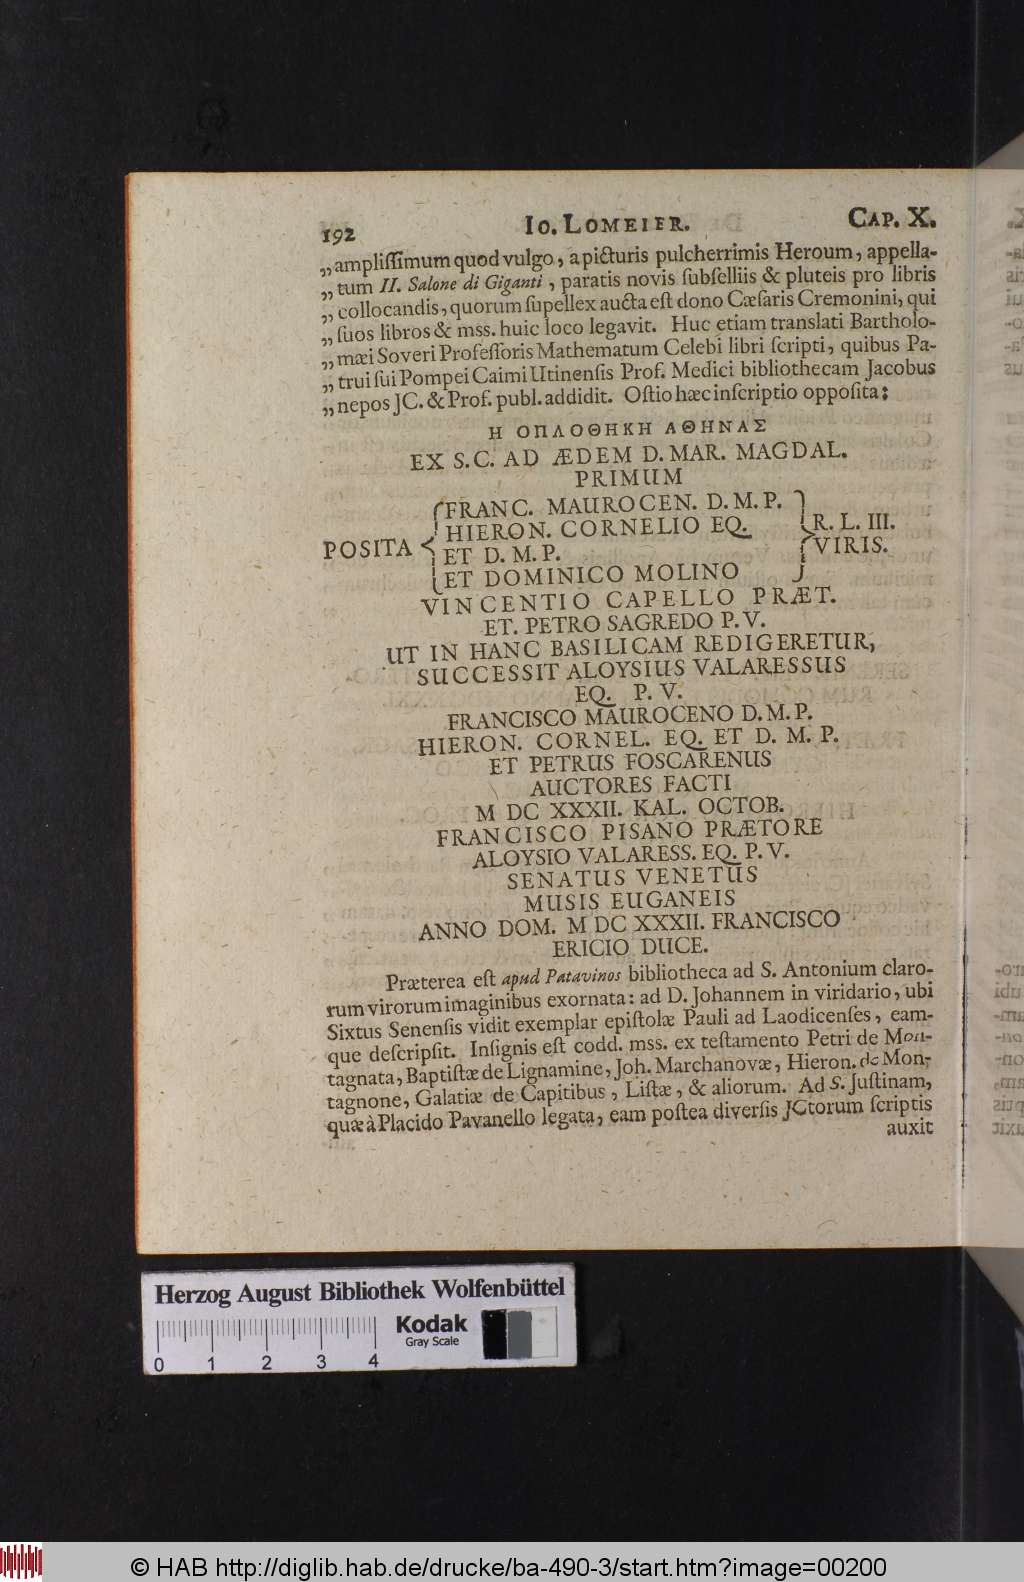 192 IO. LOMEIER. CAP. X.
„ampliſſimum quod vulgo, a picturis pulcherrimis Heroum, appella-
„tum II. Salone di Giganti, paratis novis ſubſelliis & pluteis pro libris
„collocandis, quorum ſupellex aucta eſt dono Cæſaris Cremonini, qui
„ſuos libros & mss. huic loco legavit. Huc etiam translati Bartholo-
„mæi Soveri Profeſſoris Mathematum Celebi libri ſcripti, quibus Pa-
„trui ſui Pompei Caimi Utinenſis Prof. Medici bibliothecam Jacobus
„nepos JC. & Prof. publ. addidit. Oſtio hæc inſcriptio oppoſita:
Η ΟΠΛΟΘΗΚΗ ΑΘΗΝΑΣ
EX S.C. AD ÆDEM D. MAR. MAGDAL.
PRIMUM
FRANC. MAUROCEN. D. M. P.
HIERON. CORNELIO EQ. R. L. III.
POSITA ET D. M. P. VIRIS.
ET DOMINICO MOLINO
VINCENTIO CAPELLO PRÆT.
ET. PETRO SAGREDO P. V.
UT IN HANC BASILICAM REDIGERETUR,
SUCCESSIT ALOYSIUS VALARESSUS
EQ. P. V.
FRANCISCO MAUROCENO D. M. P.
HIERON. CORNEL. EQ. ET D. M. P.
ET PETRUS FOSCARENUS
AUCTORES FACTI
M DC XXXII. KAL. OCTOB.
FRANCISCO PISANO PRÆTORE
ALOYSIO VALARESS. EQ. P. V.
SENATUS VENETUS
MUSIS EUGANEIS
ANNO DOM. M DC XXXII. FRANCISCO
ERICIO DUCE.
Præterea eſt apud Patavinos bibliotheca ad S. Antonium claro-
rum virorum imaginibus exornata: ad D. Johannem in viridario, ubi
Sixtus Senenſis vidit exemplar epiſtolæ Pauli ad Laodicenſes, eam-
que deſcripſit. Inſignis eſt codd. mss. ex teſtamento Petri de Mon-
tagnata, Baptiſtæ de Lignamine, Joh. Marchanovæ, Hieron. de Mon-
tagnone, Galatiæ de Capitibus, Liſtæ, & aliorum. Ad S. Juſtinam,
quæ à Placido Pavanello legata, eam poſtea diverſis JCtorum ſcriptis
auxit
Herzog August Bibliothek Wolfenbüttel
Kodak
Gray Scale
0 1 2 3 4
© HAB http://diglib.hab.de/drucke/ba-490-3/start.htm?image=00200